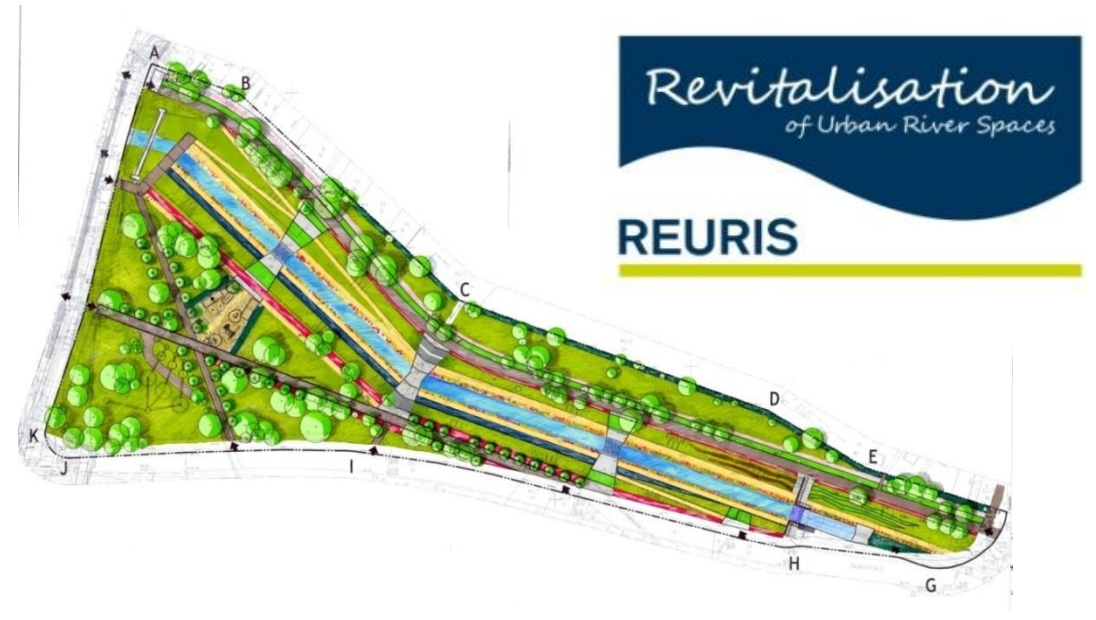 Revitalisation
of Urban River Spaces
REURIS
A
B
C
D
E
K
J
I
H
G